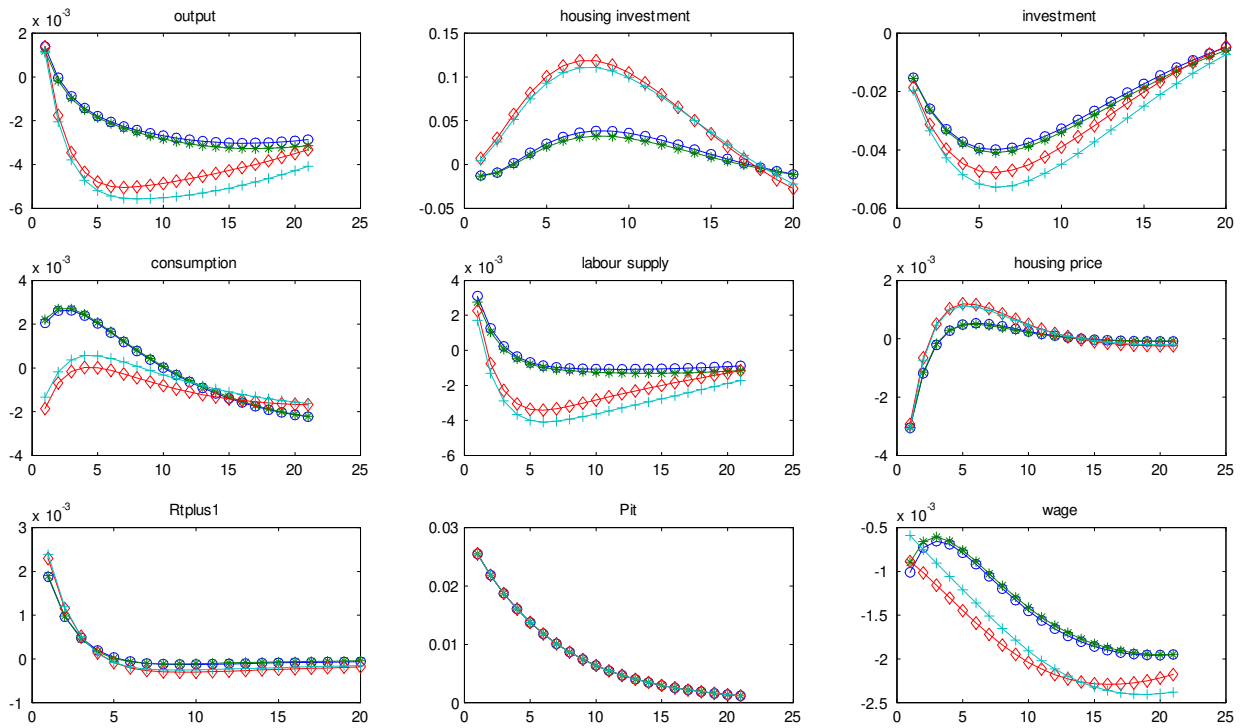 output
x 10^-3
2
0
-2
-4
-6
0 5 10 15 20 25
housing investment
0.15
0.1
0.05
0
-0.05
0 5 10 15 20
investment
0
-0.02
-0.04
-0.06
0 5 10 15 20
consumption
x 10^-3
4
2
0
-2
-4
0 5 10 15 20 25
labour supply
x 10^-3
4
2
0
-2
-4
-6
0 5 10 15 20 25
housing price
x 10^-3
2
0
-2
-4
0 5 10 15 20 25
Rtplus1
x 10^-3
3
2
1
0
-1
0 5 10 15 20
Pit
0.03
0.02
0.01
0
0 5 10 15 20 25
wage
x 10^-3
-0.5
-1
-1.5
-2
-2.5
0 5 10 15 20 25